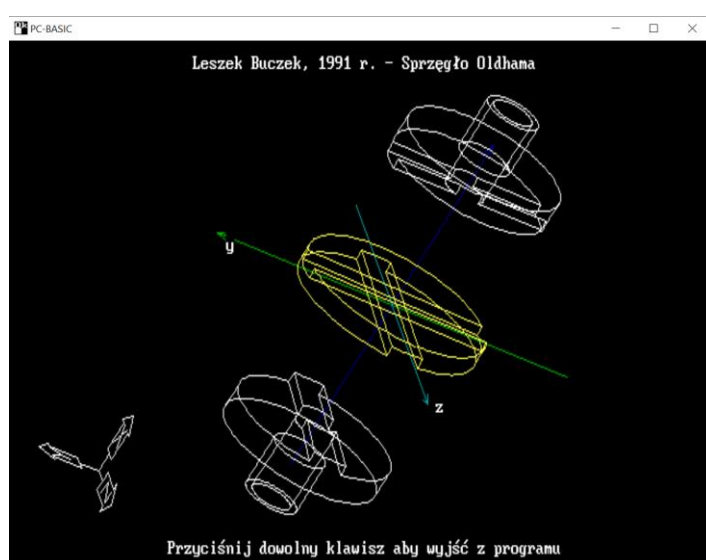 PC-BASIC
Leszek Buczek, 1991 r. - Sprzęgło Oldhama
y
z
Przyciśnij dowolny klawisz aby wyjść z programu